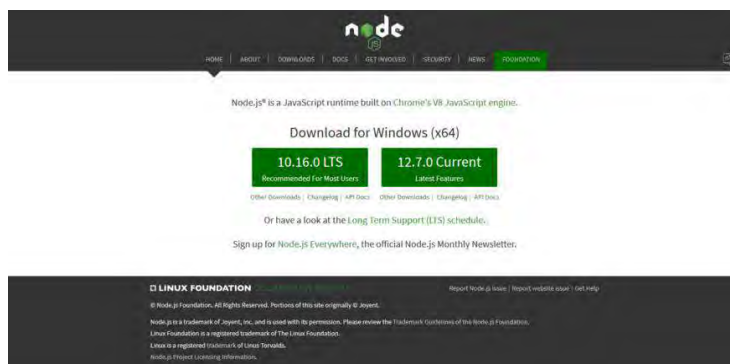 node
JS
HOME | ABOUT | DOWNLOADS | DOCS | GET INVOLVED | SECURITY | NEWS | FOUNDATION
Node.js® is a JavaScript runtime built on Chrome's V8 JavaScript engine.
Download for Windows (x64)
10.16.0 LTS
Recommended For Most Users
12.7.0 Current
Latest Features
Other Downloads | Changelog | API Docs
Other Downloads | Changelog | API Docs
Or have a look at the Long Term Support (LTS) schedule.
Sign up for Node.js Everywhere, the official Node.js Monthly Newsletter.
LINUX FOUNDATION
Report Node.js issue | Report website issue | Get Help
© Node.js Foundation. All Rights Reserved. Portions of this site originally © Joyent.
Node.js is a trademark of Joyent, Inc. and is used with its permission. Please review the Trademark Guidelines of the Node.js Foundation.
Linux Foundation is a registered trademark of The Linux Foundation.
Linux is a registered trademark of Linus Torvalds.
Node.js Project Licensing Information.